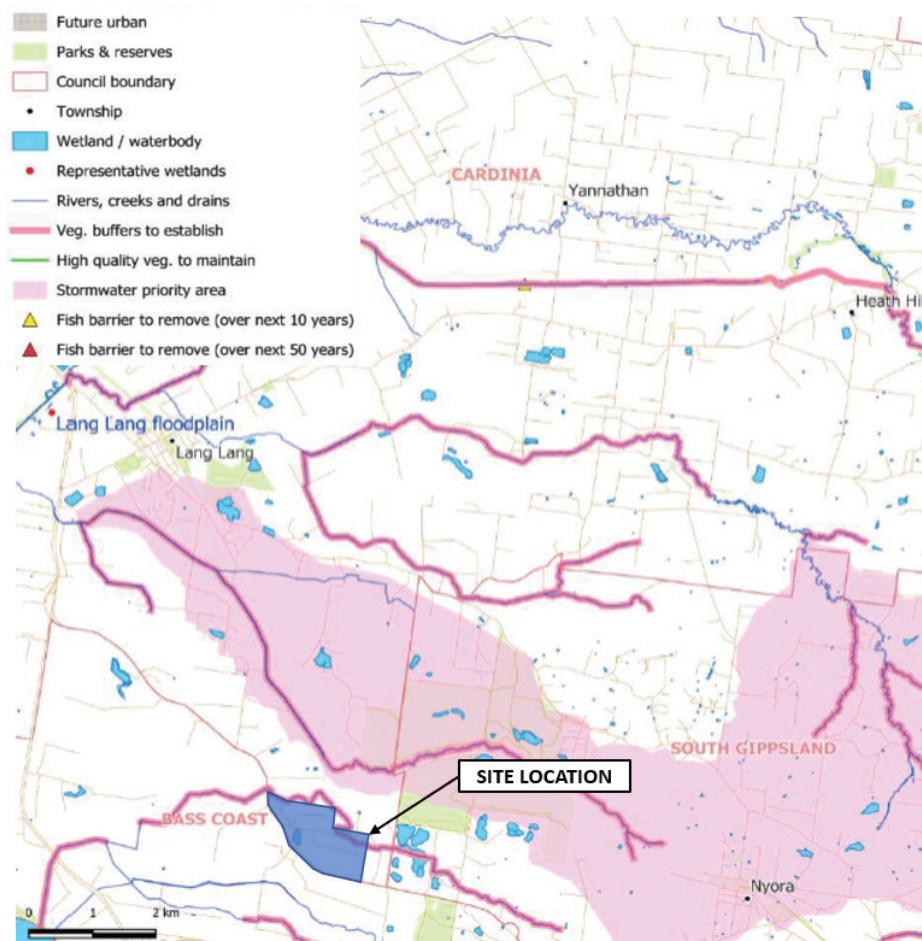 Future urban
Parks & reserves
Council boundary
Township
Wetland / waterbody
Representative wetlands
Rivers, creeks and drains
Veg. buffers to establish
High quality veg. to maintain
Stormwater priority area
Fish barrier to remove (over next 10 years)
Fish barrier to remove (over next 50 years)
CARDINIA
Yannathan
Heath Hi
Lang Lang floodplain
Lang Lang
SOUTH GIPPSLAND
SITE LOCATION
BASS COAST
Nyora
0 1 2 km